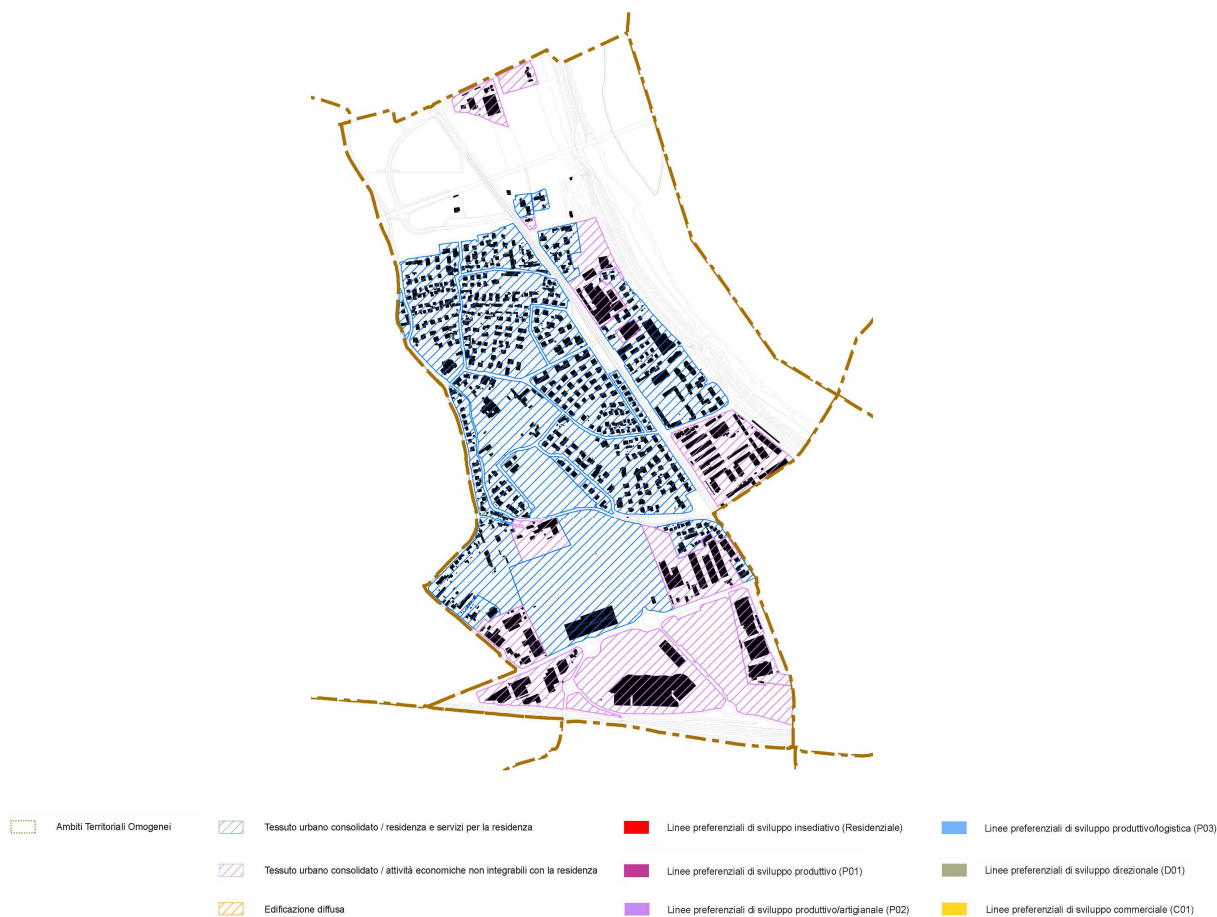 Ambiti Territoriali Omogenei
Tessuto urbano consolidato / residenza e servizi per la residenza
Tessuto urbano consolidato / attività economiche non integrabili con la residenza
Edificazione diffusa
Linee preferenziali di sviluppo insediativo (Residenziale)
Linee preferenziali di sviluppo produttivo (P01)
Linee preferenziali di sviluppo produttivo/artigianale (P02)
Linee preferenziali di sviluppo produttivo/logistica (P03)
Linee preferenziali di sviluppo direzionale (D01)
Linee preferenziali di sviluppo commerciale (C01)